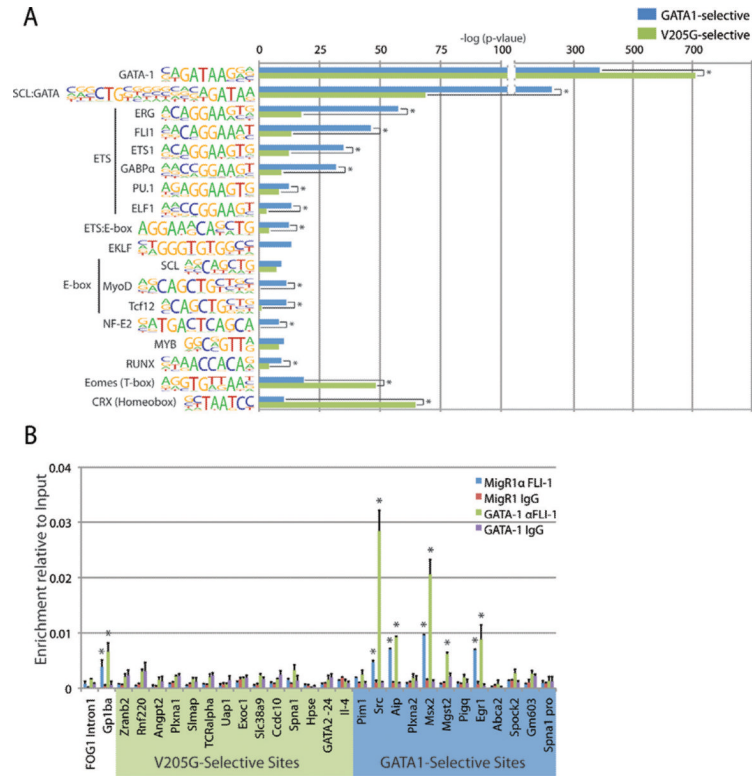 A
GATA1-selective
V205G-selective
-log (p-vlaue)
0 25 50 75 100 300 500 700
GATA-1
SCL:GATA
ETS
ERG
FLI1
ETS1
GABPα
PU.1
ELF1
ETS:E-box
EKLF
E-box
SCL
MyoD
Tcf12
NF-E2
MYB
RUNX
Eomes (T-box)
CRX (Homeobox)
B
Enrichment relative to Input
0.04
0.03
0.02
0.01
0
MigR1α FLI-1
MigR1 IgG
GATA-1 αFLI-1
GATA-1 IgG
FOG1 Intron1
Gp1ba
Zranb2
Rnf220
Angpt2
Plxna1
Slmap
TCRalpha
Uap1
Exoc1
Slc38a9
Ccdc10
Spna1
Hpse
GATA2 -24
Il-4
Pim1
Src
Aip
Plxna2
Msx2
Mgst2
Pigq
Egr1
Abca2
Spock2
Gm603
Spna1 pro
V205G-Selective Sites
GATA1-Selective Sites